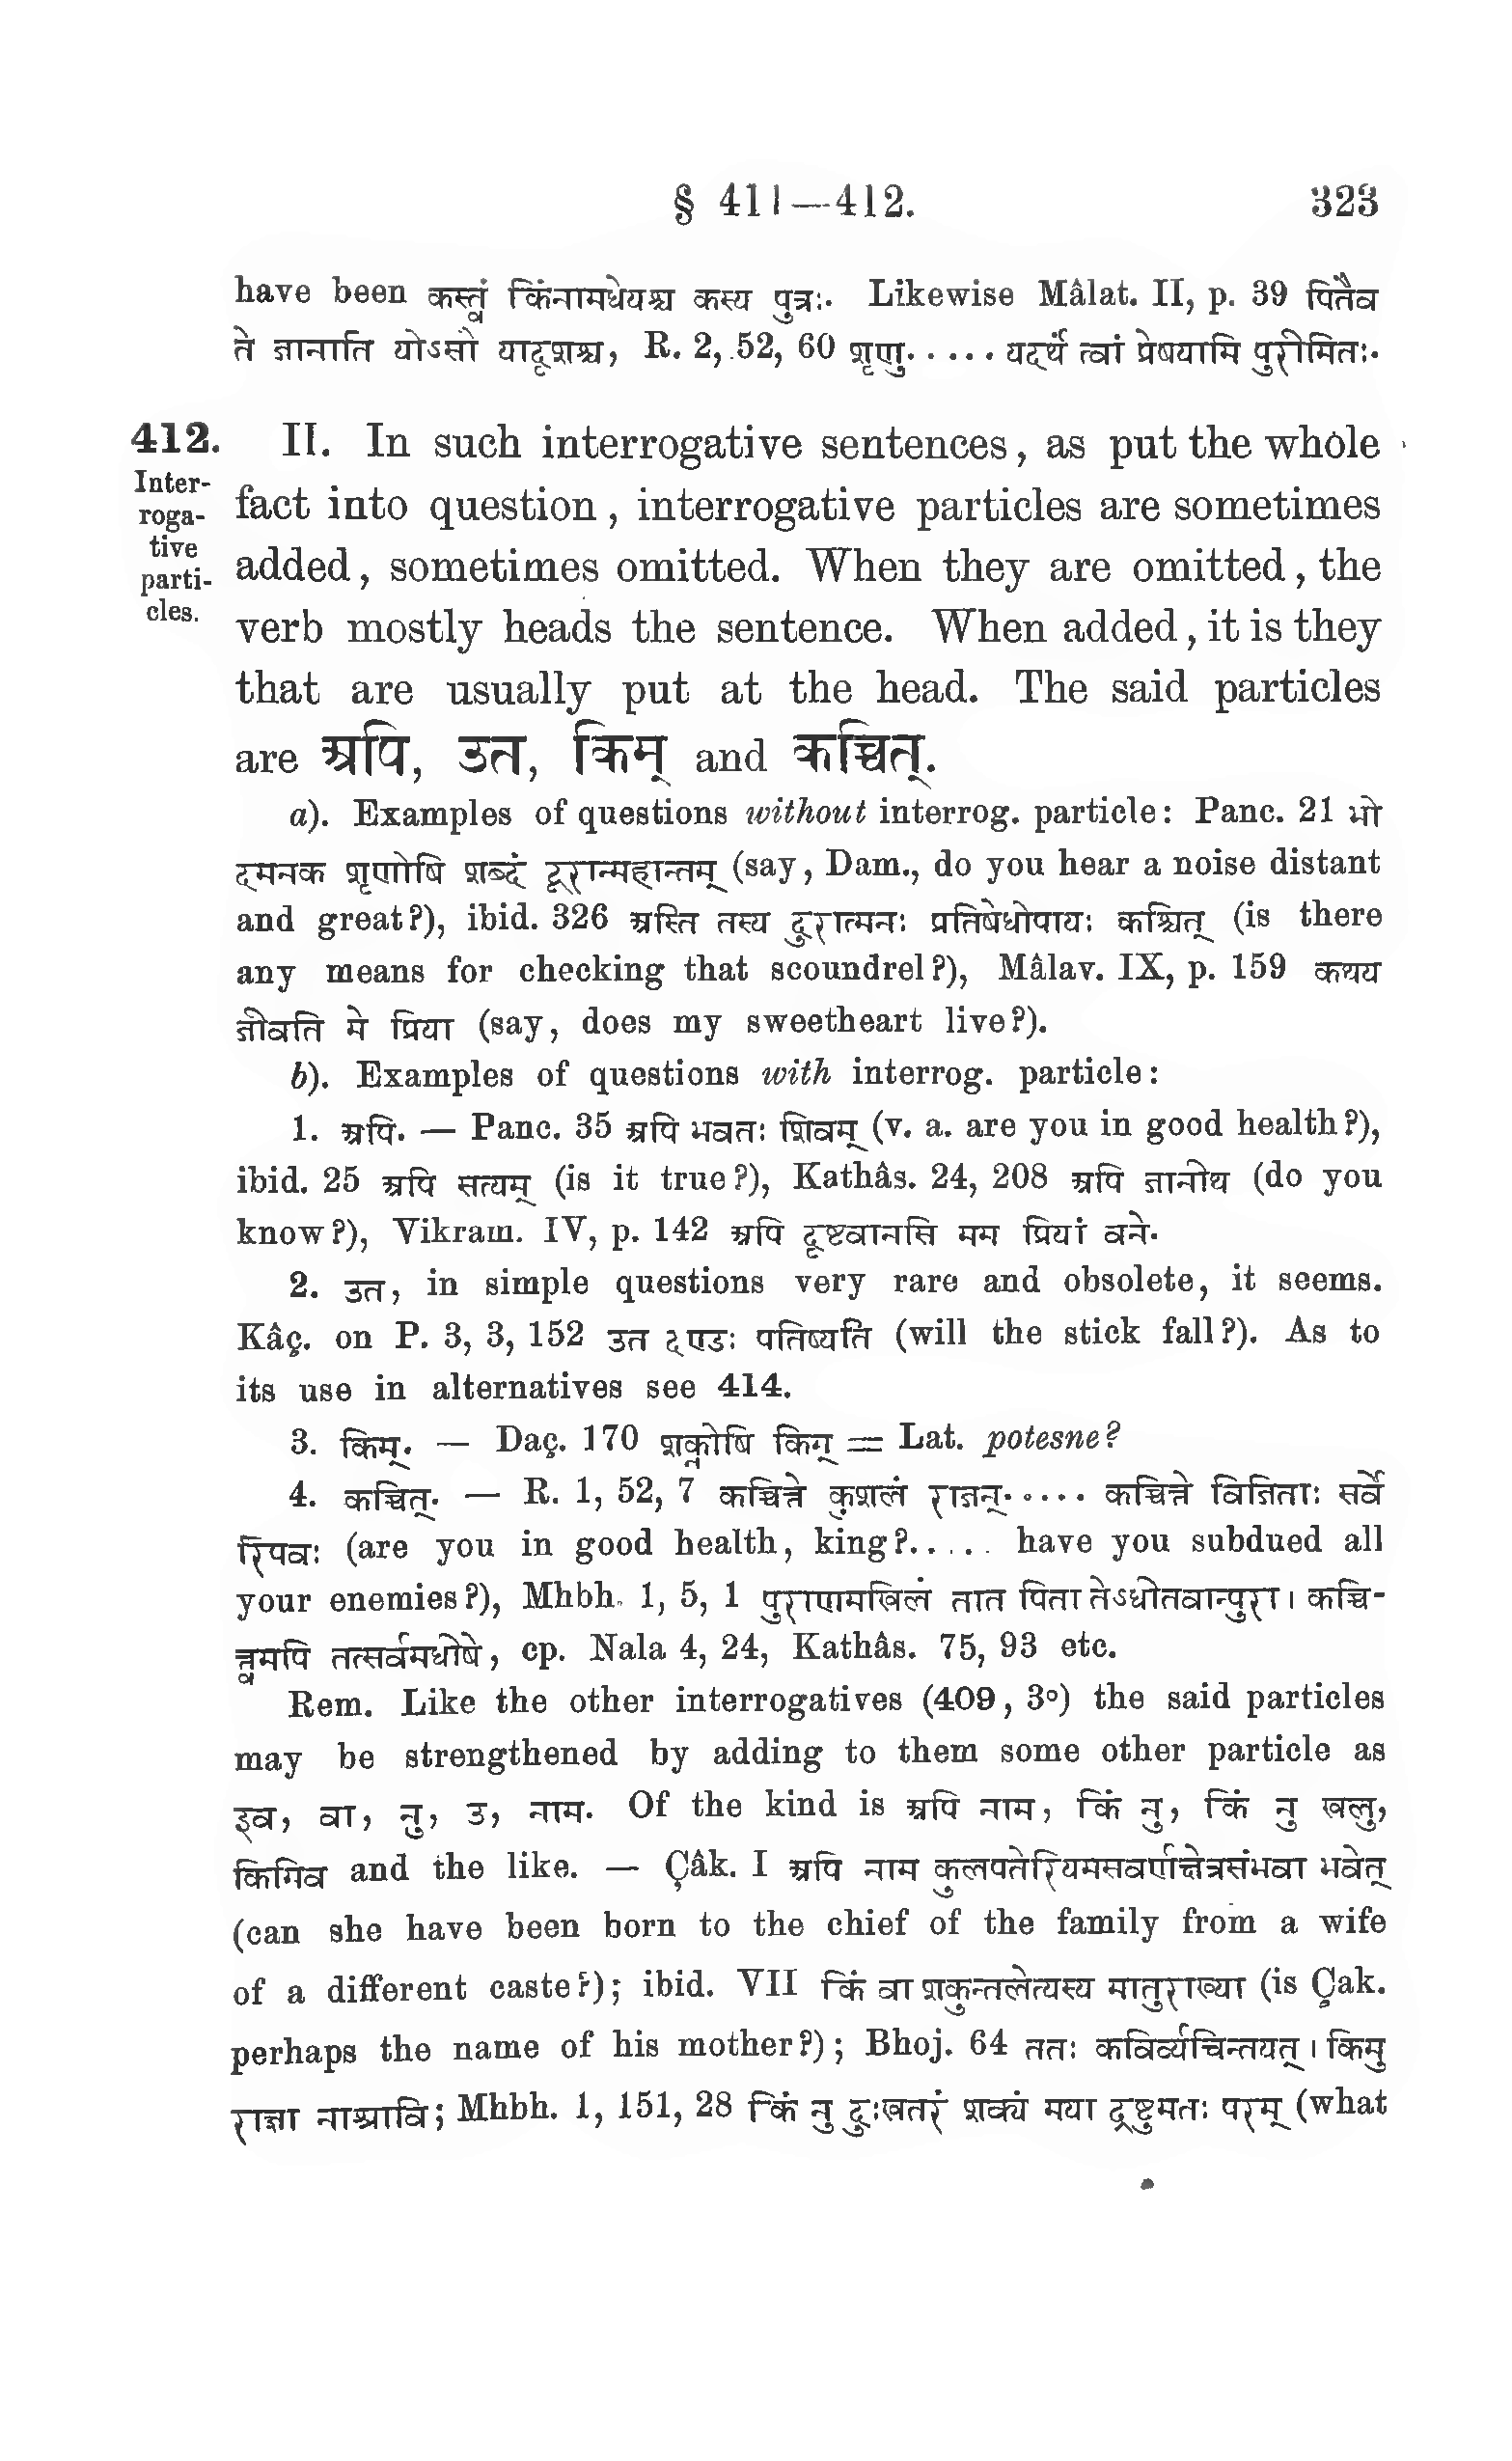 § 411—412. 323
have been कस्त्वं किंनामधेयश्च कस्य पुत्रः. Likewise Mâlat. II, p. 39 पितैव
ते जानाति योऽसौ यादृशश्च, R. 2, 52, 60 शृणु..... यदर्थं त्वां प्रेषयामि पुरीमितः.
412. II. In such interrogative sentences, as put the whole
Inter-
roga-
tive
parti-
cles.
fact into question, interrogative particles are sometimes
added, sometimes omitted. When they are omitted, the
verb mostly heads the sentence. When added, it is they
that are usually put at the head. The said particles
are अपि, उत, किम् and कच्चित्.
a). Examples of questions without interrog. particle: Panc. 21 भो
दमनक शृणोषि शब्दं दूरान्महान्तम् (say, Dam., do you hear a noise distant
and great?), ibid. 326 अस्ति तस्य दुरात्मनः प्रतिषेधोपायः कश्चित् (is there
any means for checking that scoundrel?), Mâlav. IX, p. 159 कथय
जीवति मे प्रिया (say, does my sweetheart live?).
b). Examples of questions with interrog. particle:
1. अपि. — Panc. 35 अपि भवतः शिवम् (v. a. are you in good health?),
ibid. 25 अपि सत्यम् (is it true?), Kathâs. 24, 208 अपि जानीथ (do you
know?), Vikram. IV, p. 142 अपि दृष्टवानसि मम प्रियां वने.
2. उत, in simple questions very rare and obsolete, it seems.
Kâç. on P. 3, 3, 152 उत दण्डः पतिष्यति (will the stick fall?). As to
its use in alternatives see 414.
3. किम्. — Daç. 170 शक्नोषि किम् = Lat. potesne?
4. कच्चित्. — R. 1, 52, 7 कच्चित्ते कुशलं राजन्..... कच्चित्ते विजिताः सर्वे
रिपवः (are you in good health, king?..... have you subdued all
your enemies?), Mhbh. 1, 5, 1 पुराणमखिलं तात पिता तेऽधीतवान्पुरा। कच्चि-
त्त्वमपि तत्सर्वमधीषे, cp. Nala 4, 24, Kathâs. 75, 93 etc.
Rem. Like the other interrogatives (409, 3°) the said particles
may be strengthened by adding to them some other particle as
इव, वा, नु, उ, नाम. Of the kind is अपि नाम, किं नु, किं नु खलु,
किमिव and the like. — Çâk. I अपि नाम कुलपतेरियमसवर्णक्षेत्रसंभवा भवेत्
(can she have been born to the chief of the family from a wife
of a different caste?); ibid. VII किं वा शकुन्तलेत्यस्य मातुराख्या (is Çak.
perhaps the name of his mother?); Bhoj. 64 ततः कविर्व्यचिन्तयत्। किमु
राज्ञा नाश्रावि; Mhbh. 1, 151, 28 किं नु दुःखतरं शक्यं मया द्रष्टुमतः परम् (what